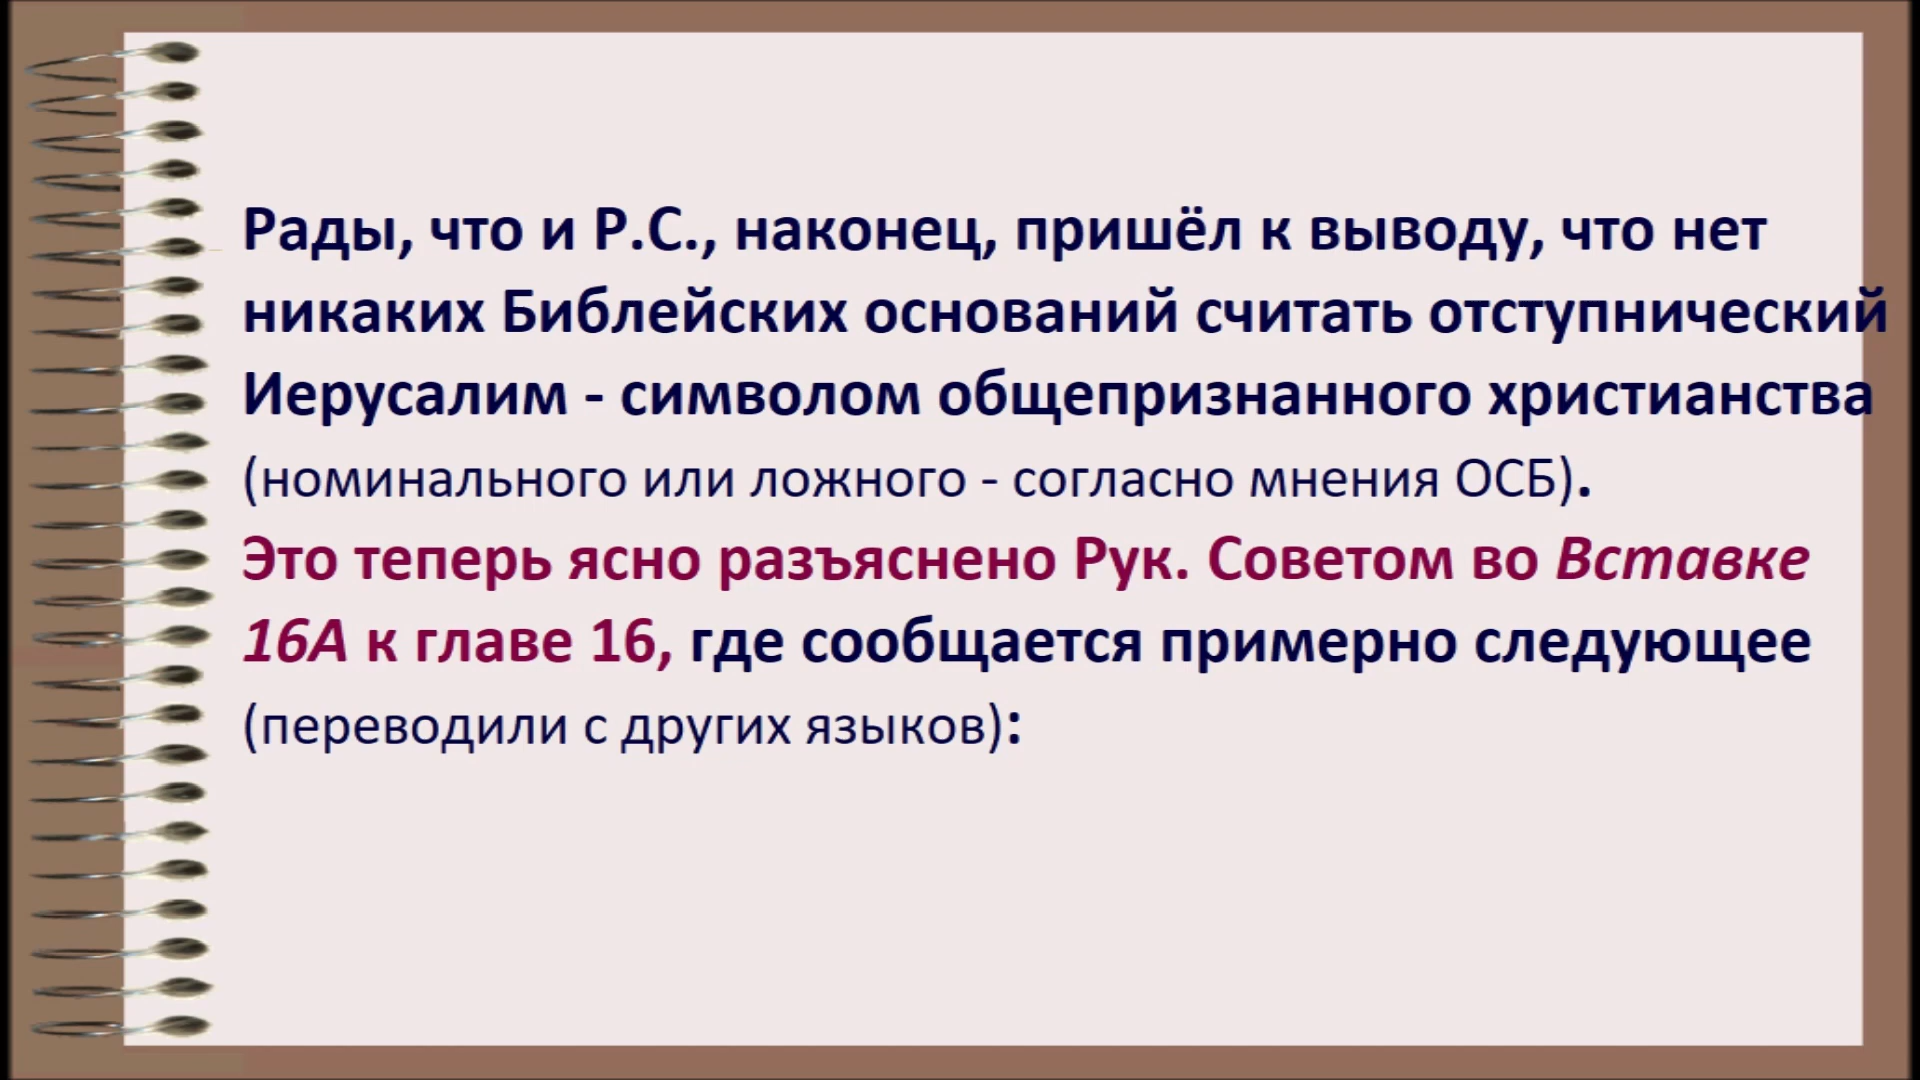 Рады, что и Р.С., наконец, пришёл к выводу, что нет
никаких Библейских оснований считать отступнический
Иерусалим - символом общепризнанного христианства
(номинального или ложного - согласно мнения ОСБ).
Это теперь ясно разъяснено Рук. Советом во Вставке
16А к главе 16, где сообщается примерно следующее
(переводили с других языков):